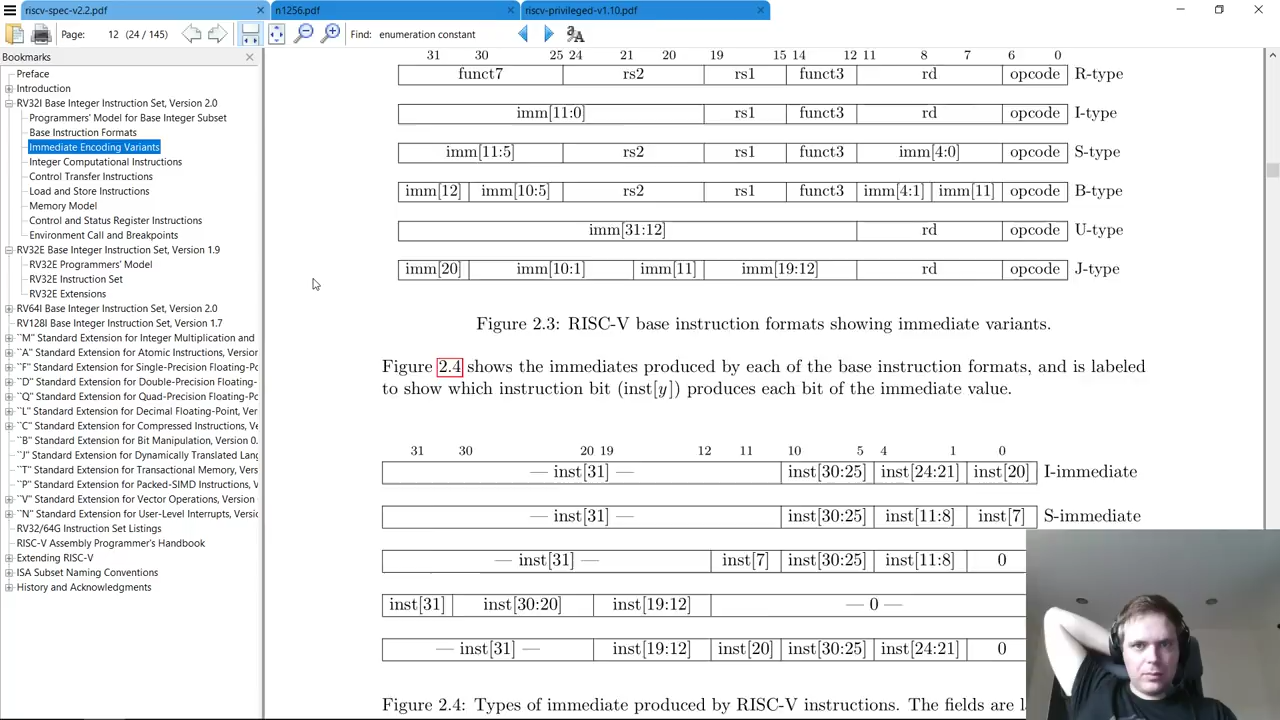 riscv-spec-v2.2.pdf
n1256.pdf
riscv-privileged-v1.10.pdf
Page: 12 (24 / 145)
Find: enumeration constant
Bookmarks
Preface
Introduction
RV32I Base Integer Instruction Set, Version 2.0
Programmers' Model for Base Integer Subset
Base Instruction Formats
Immediate Encoding Variants
Integer Computational Instructions
Control Transfer Instructions
Load and Store Instructions
Memory Model
Control and Status Register Instructions
Environment Call and Breakpoints
RV32E Base Integer Instruction Set, Version 1.9
RV32E Programmers' Model
RV32E Instruction Set
RV32E Extensions
RV64I Base Integer Instruction Set, Version 2.0
RV128I Base Integer Instruction Set, Version 1.7
``M'' Standard Extension for Integer Multiplication and
``A'' Standard Extension for Atomic Instructions, Version
``F'' Standard Extension for Single-Precision Floating-Po
``D'' Standard Extension for Double-Precision Floating-
``Q'' Standard Extension for Quad-Precision Floating-Po
``L'' Standard Extension for Decimal Floating-Point, Ver
``C'' Standard Extension for Compressed Instructions, Ve
``B'' Standard Extension for Bit Manipulation, Version 0.
``J'' Standard Extension for Dynamically Translated Lang
``T'' Standard Extension for Transactional Memory, Vers
``P'' Standard Extension for Packed-SIMD Instructions, V
``V'' Standard Extension for Vector Operations, Version
``N'' Standard Extension for User-Level Interrupts, Versio
RV32/64G Instruction Set Listings
RISC-V Assembly Programmer's Handbook
Extending RISC-V
ISA Subset Naming Conventions
History and Acknowledgments
31 30 25 24 21 20 19 15 14 12 11 8 7 6 0
funct7 rs2 rs1 funct3 rd opcode R-type
imm[11:0] rs1 funct3 rd opcode I-type
imm[11:5] rs2 rs1 funct3 imm[4:0] opcode S-type
imm[12] imm[10:5] rs2 rs1 funct3 imm[4:1] imm[11] opcode B-type
imm[31:12] rd opcode U-type
imm[20] imm[10:1] imm[11] imm[19:12] rd opcode J-type
Figure 2.3: RISC-V base instruction formats showing immediate variants.
Figure 2.4 shows the immediates produced by each of the base instruction formats, and is labeled
to show which instruction bit (inst[y]) produces each bit of the immediate value.
31 30 20 19 12 11 10 5 4 1 0
— inst[31] — inst[30:25] inst[24:21] inst[20] I-immediate
— inst[31] — inst[30:25] inst[11:8] inst[7] S-immediate
— inst[31] — inst[7] inst[30:25] inst[11:8] 0
inst[31] inst[30:20] inst[19:12] — 0 —
— inst[31] — inst[19:12] inst[20] inst[30:25] inst[24:21] 0
Figure 2.4: Types of immediate produced by RISC-V instructions. The fields are